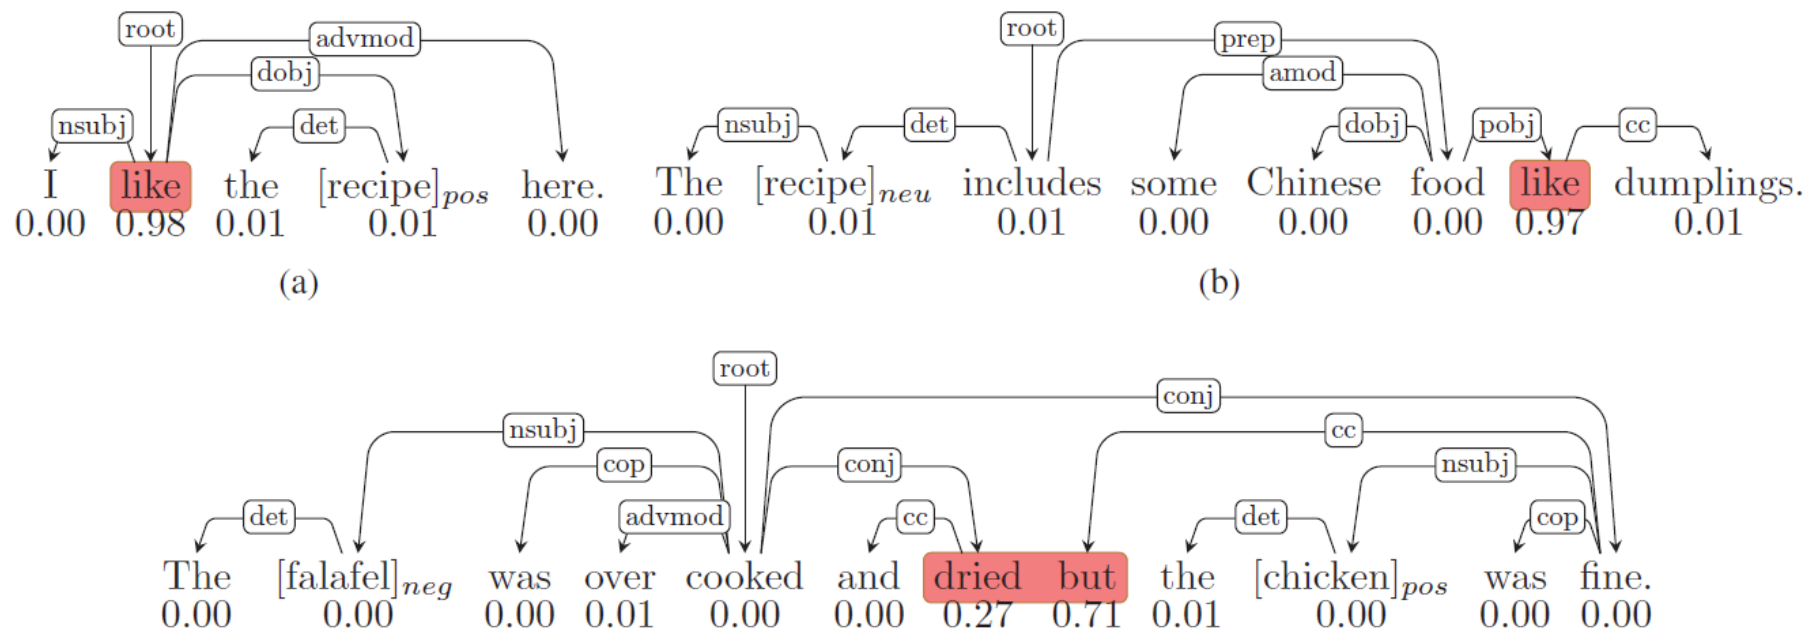 root advmod root prep
dobj amod
nsubj det nsubj det dobj pobj cc
I like the [recipe]pos here. The [recipe]neu includes some Chinese food like dumplings.
0.00 0.98 0.01 0.01 0.00 0.00 0.01 0.01 0.00 0.00 0.00 0.97 0.01
(a) (b)
root
conj
nsubj cc
cop conj nsubj
det advmod cc det cop
The [falafel]neg was over cooked and dried but the [chicken]pos was fine.
0.00 0.00 0.00 0.01 0.00 0.00 0.27 0.71 0.01 0.00 0.00 0.00